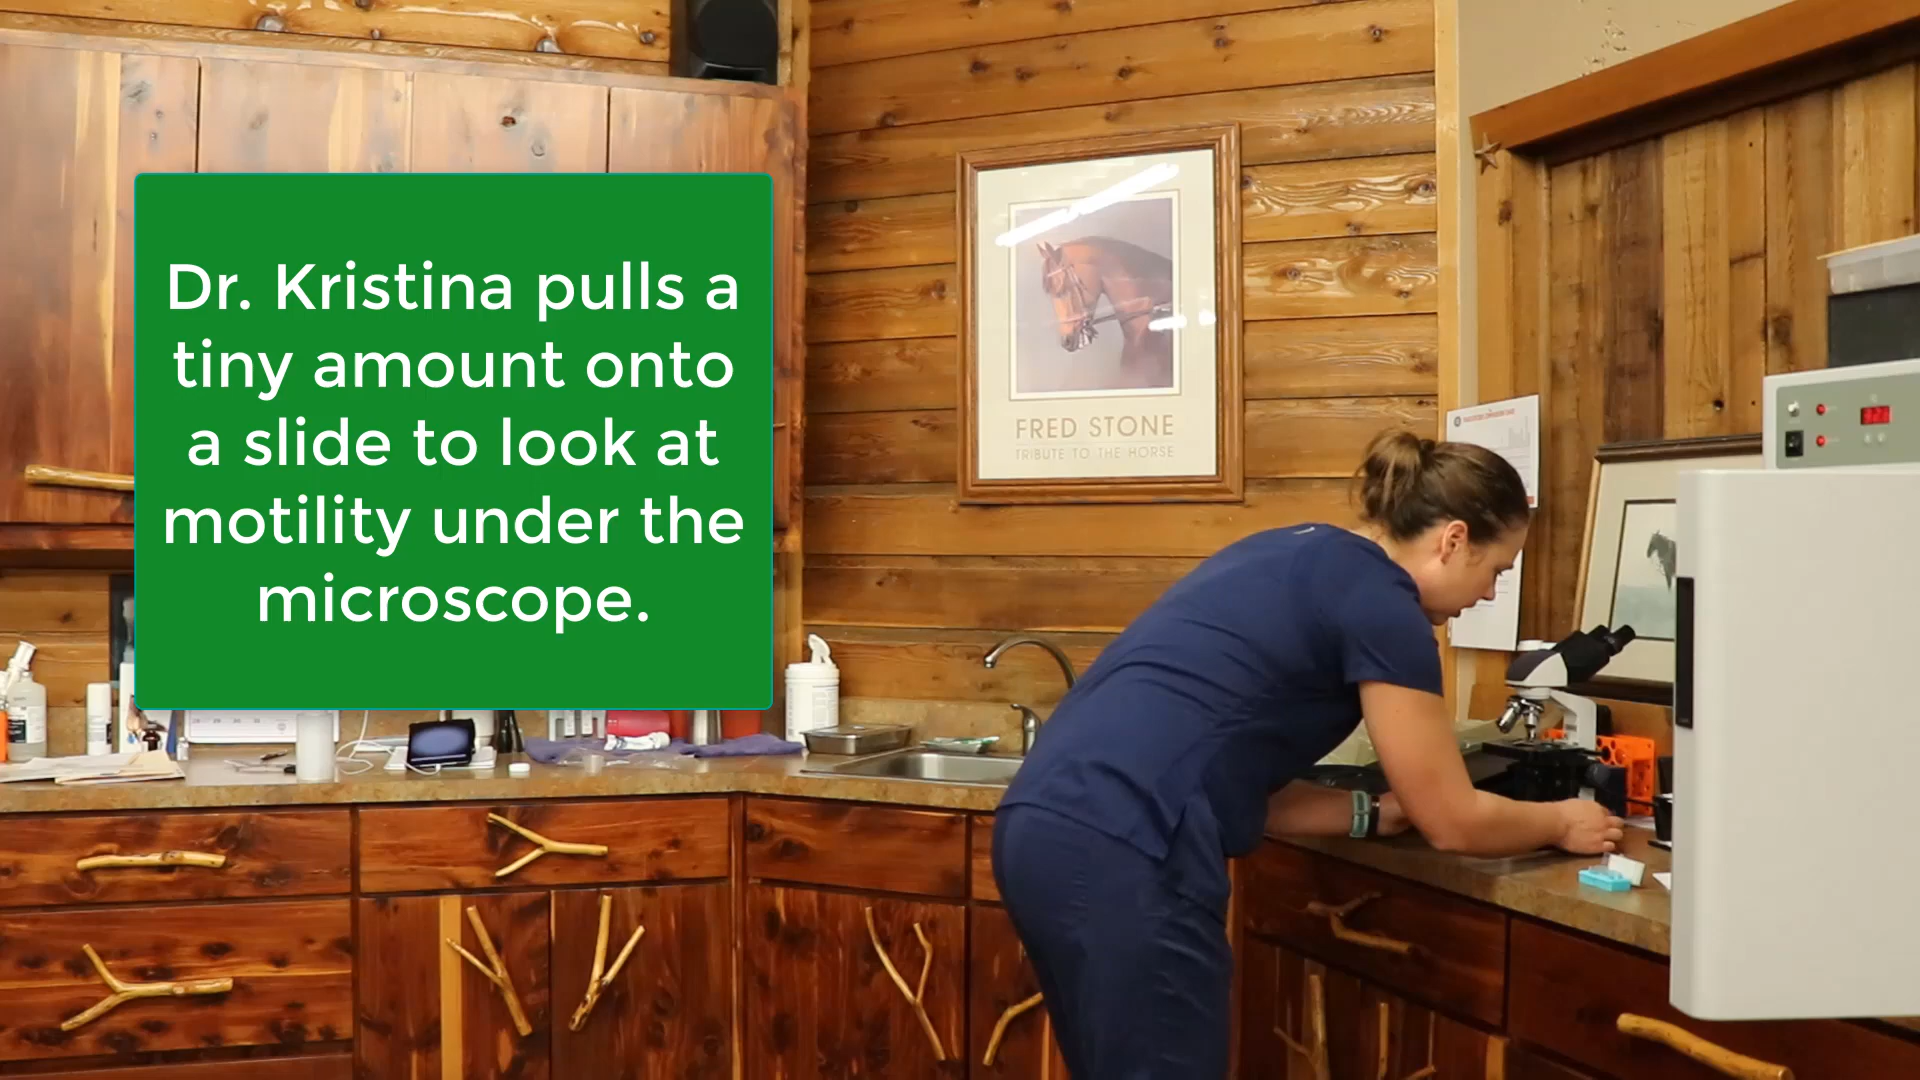 Dr. Kristina pulls a
tiny amount onto
a slide to look at
motility under the
microscope.
FRED STONE
TRIBUTE TO THE HORSE